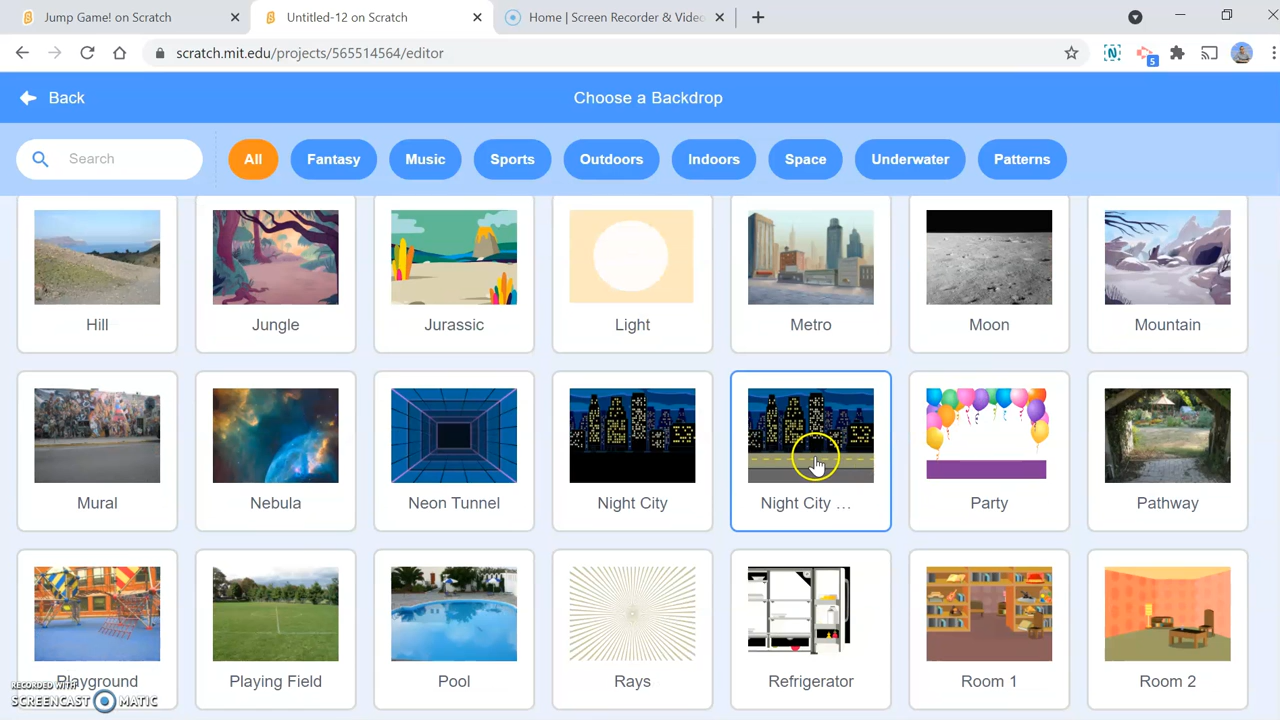 Jump Game! on Scratch
Untitled-12 on Scratch
Home | Screen Recorder & Video
scratch.mit.edu/projects/565514564/editor
N
5
Back
Choose a Backdrop
Search
All
Fantasy
Music
Sports
Outdoors
Indoors
Space
Underwater
Patterns
Hill
Jungle
Jurassic
Light
Metro
Moon
Mountain
Mural
Nebula
Neon Tunnel
Night City
Night City ...
Party
Pathway
Playground
Playing Field
Pool
Rays
Refrigerator
Room 1
Room 2
RECORDED WITH
SCREENCAST MATIC